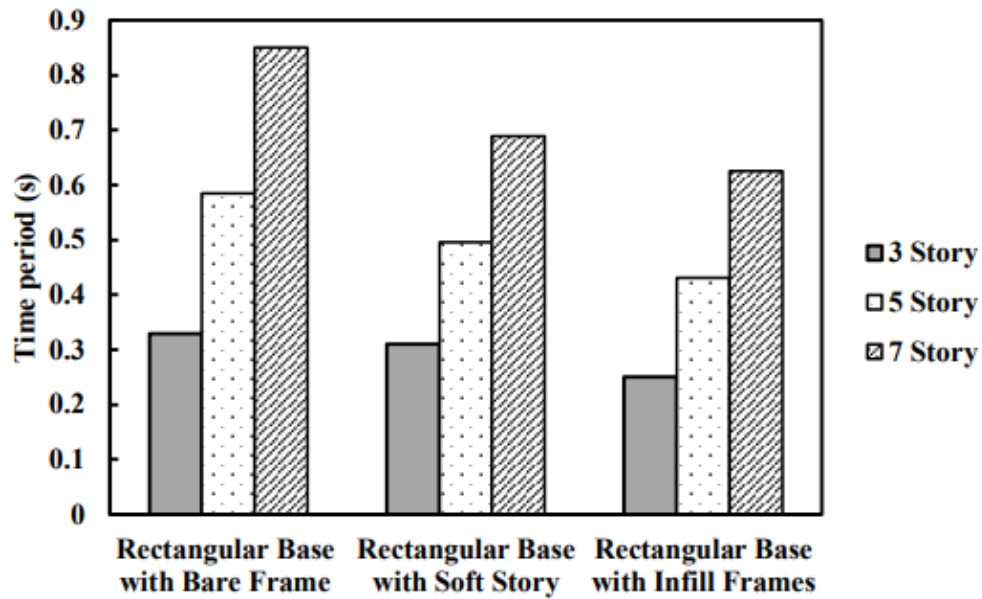 0.9
0.8
0.7
0.6
0.5
0.4
0.3
0.2
0.1
0
Time period (s)
Rectangular Base
with Bare Frame
Rectangular Base
with Soft Story
Rectangular Base
with Infill Frames
3 Story
5 Story
7 Story